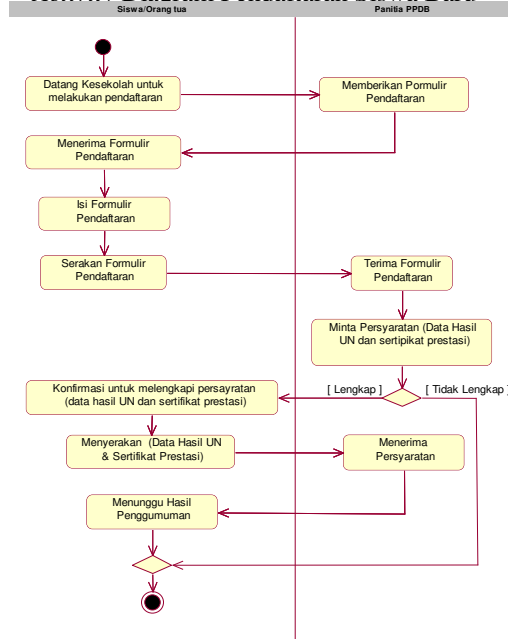 Siswa/Orang tua
Panitia PPDB
Datang Kesekolah untuk
melakukan pendaftaran
Memberikan Pormulir
Pendaftaran
Menerima Formulir
Pendaftaran
Isi Formulir
Pendaftaran
Serakan Formulir
Pendaftaran
Terima Formulir
Pendaftaran
Minta Persyaratan (Data Hasil
UN dan sertipikat prestasi)
[ Lengkap ]
[ Tidak Lengkap ]
Konfirmasi untuk melengkapi persayratan
(data hasil UN dan sertifikat prestasi)
Menyerakan (Data Hasil UN
& Sertifikat Prestasi)
Menerima
Persyaratan
Menunggu Hasil
Penggumuman